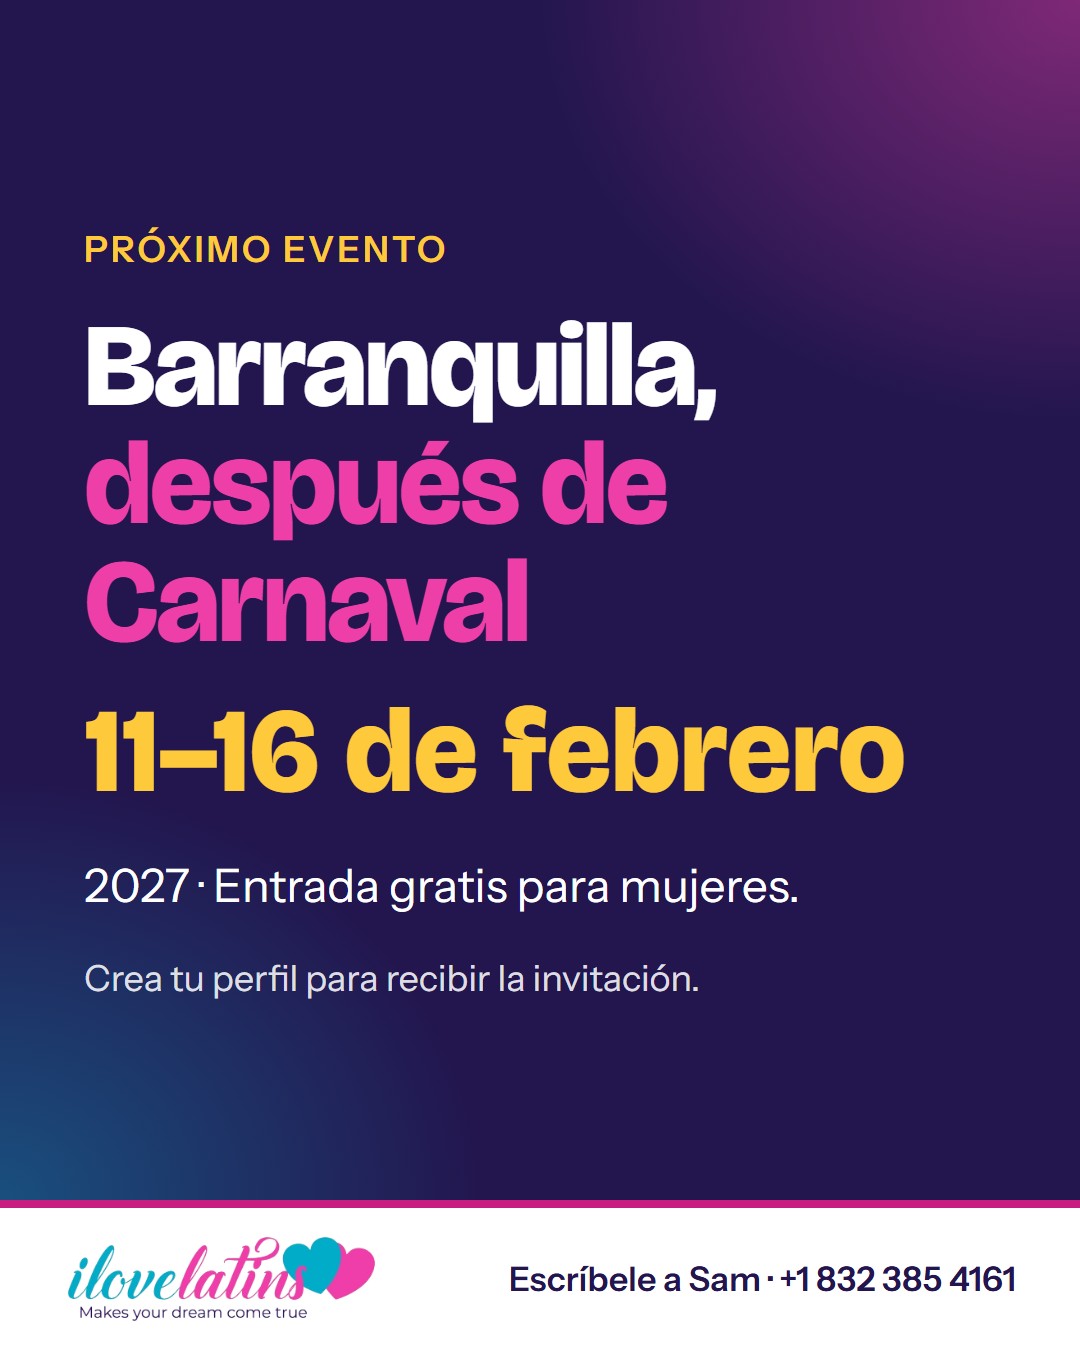 PRÓXIMO EVENTO
Barranquilla,
después de
Carnaval
11–16 de febrero
2027 · Entrada gratis para mujeres.
Crea tu perfil para recibir la invitación.
ilovelatins
Makes your dream come true
Escríbele a Sam · +1 832 385 4161